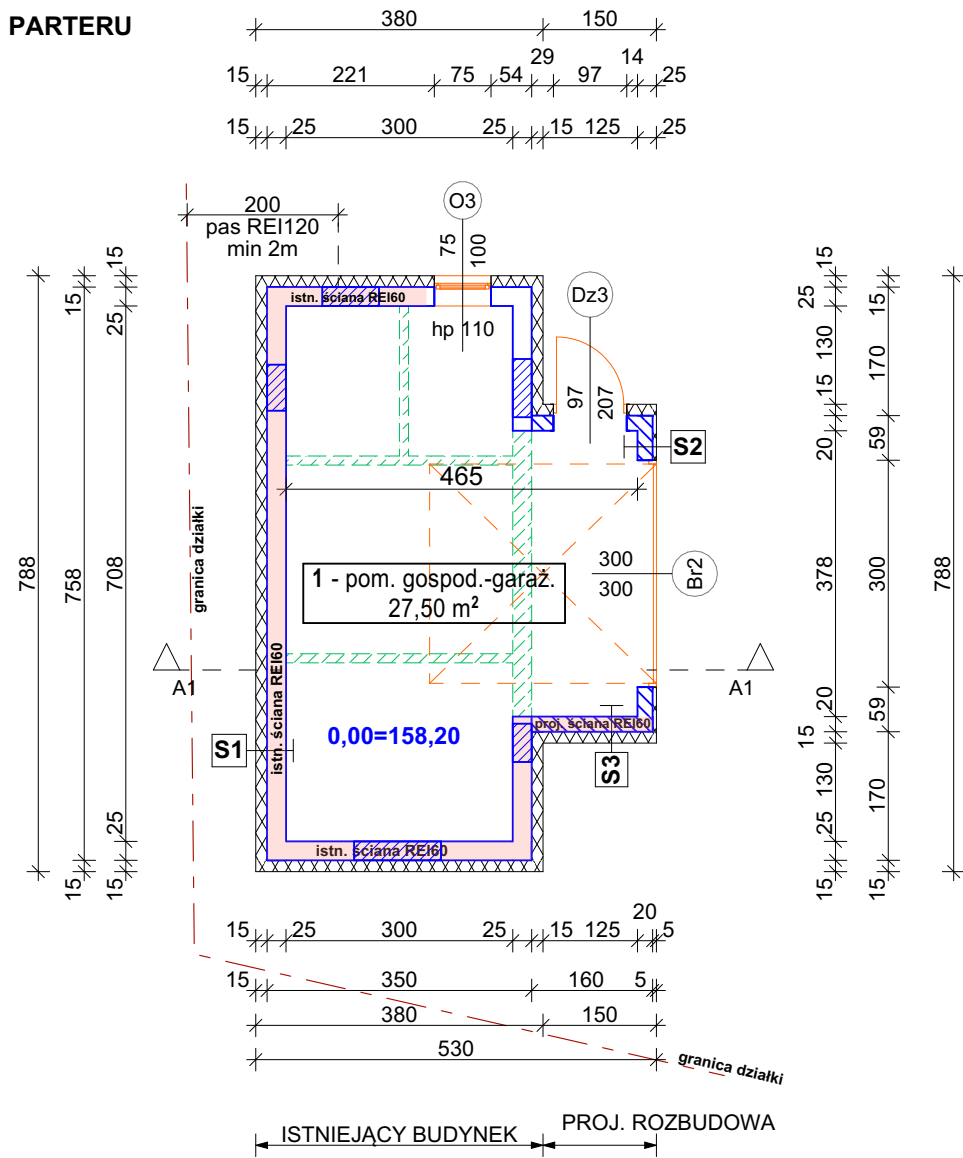 PARTERU
380 150
29 14
15 221 75 54 97 25
15 25 300 25 15 125 25
200
pas REI120
min 2m
O3
75
100
Dz3
97
207
hp 110
istn. ściana REI60
S2
465
granica działki
1 - pom. gospod.-garaż.
27,50 m²
300
300
Br2
A1 A1
istn. ściana REI60
0,00=158,20
proj. ściana REI60
S1
S3
istn. ściana REI60
788
15 758 15
15 25 708 25 15
15 25 130 15 20 378 20 15 130 25 15
15 170 59 300 59 170 15
788
20
15 25 300 25 15 125 5
15 350 160 5
380 150
530
granica działki
ISTNIEJĄCY BUDYNEK PROJ. ROZBUDOWA